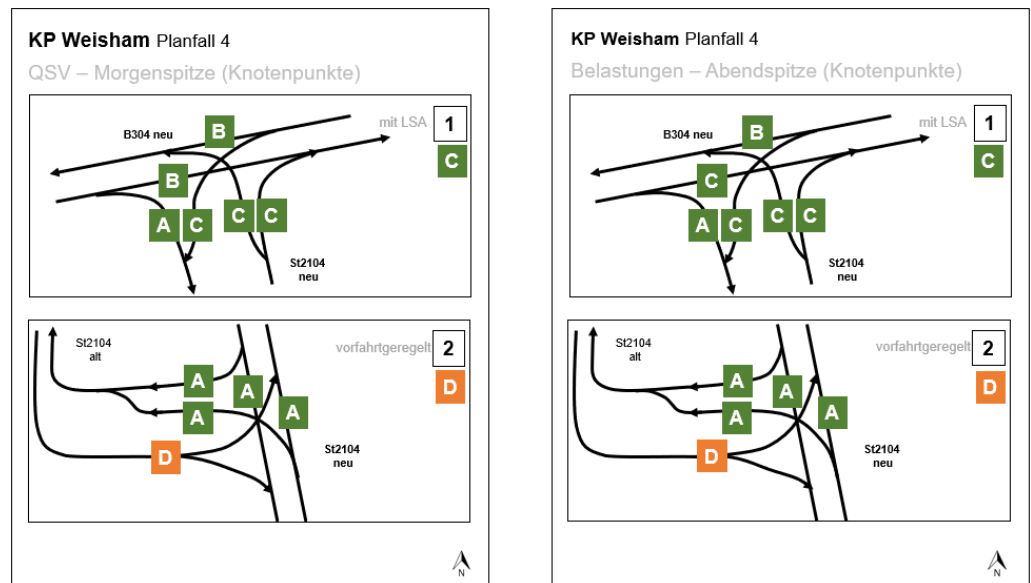 KP Weisham Planfall 4
QSV – Morgenspitze (Knotenpunkte)
mit LSA
1
C
B304 neu
B
B
A
C
C
C
St2104
neu
St2104
alt
vorfahrtgeregelt
2
D
A
A
A
A
D
St2104
neu
N
KP Weisham Planfall 4
Belastungen – Abendspitze (Knotenpunkte)
mit LSA
1
C
B304 neu
B
C
A
C
C
C
St2104
neu
St2104
alt
vorfahrtgeregelt
2
D
A
A
A
A
D
St2104
neu
N